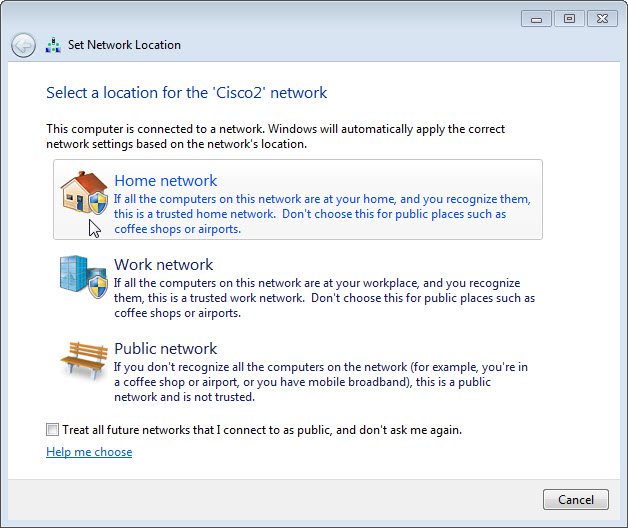 Set Network Location
Select a location for the 'Cisco2' network
This computer is connected to a network. Windows will automatically apply the correct
network settings based on the network's location.
Home network
If all the computers on this network are at your home, and you recognize them,
this is a trusted home network.  Don't choose this for public places such as
coffee shops or airports.
Work network
If all the computers on this network are at your workplace, and you recognize
them, this is a trusted work network.  Don't choose this for public places such as
coffee shops or airports.
Public network
If you don't recognize all the computers on the network (for example, you're in
a coffee shop or airport, or you have mobile broadband), this is a public
network and is not trusted.
Treat all future networks that I connect to as public, and don't ask me again.
Help me choose
Cancel